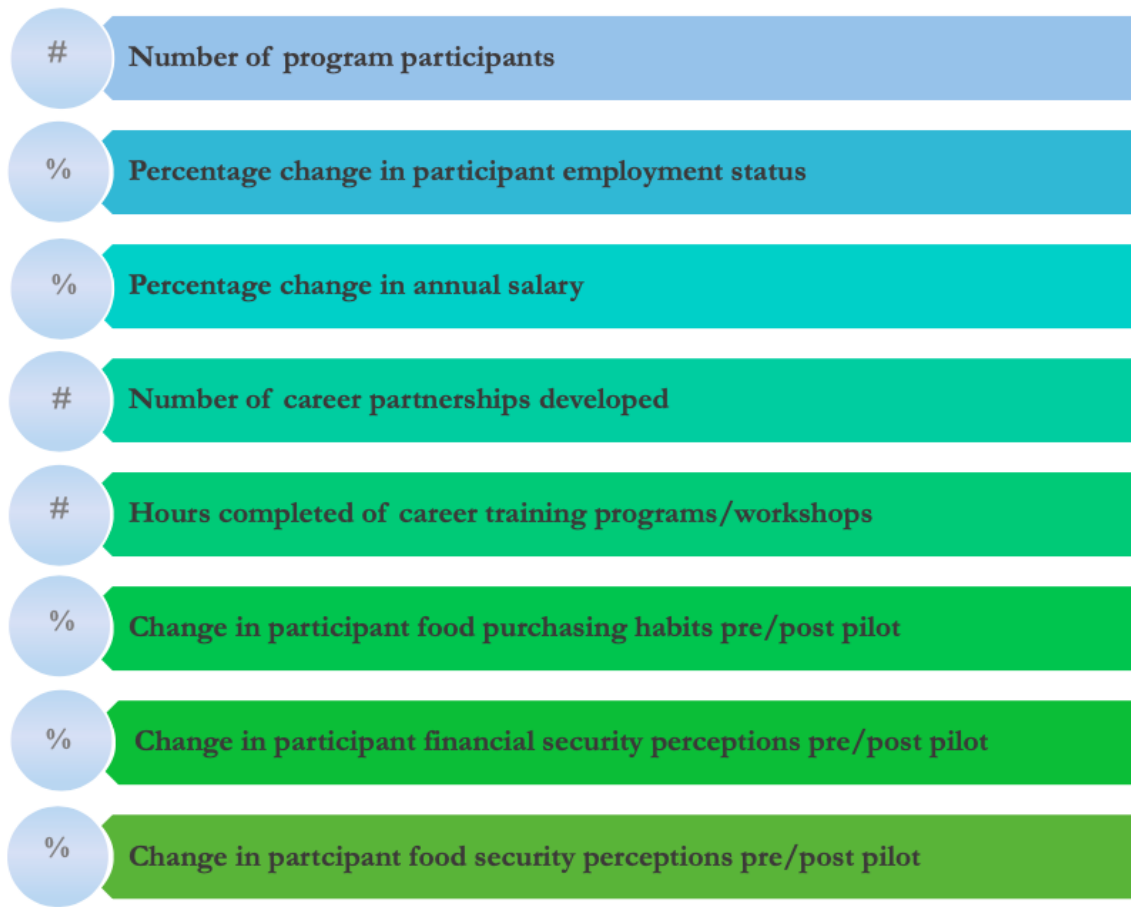 # Number of program participants
% Percentage change in participant employment status
% Percentage change in annual salary
# Number of career partnerships developed
# Hours completed of career training programs/workshops
% Change in participant food purchasing habits pre/post pilot
% Change in participant financial security perceptions pre/post pilot
% Change in partcipant food security perceptions pre/post pilot